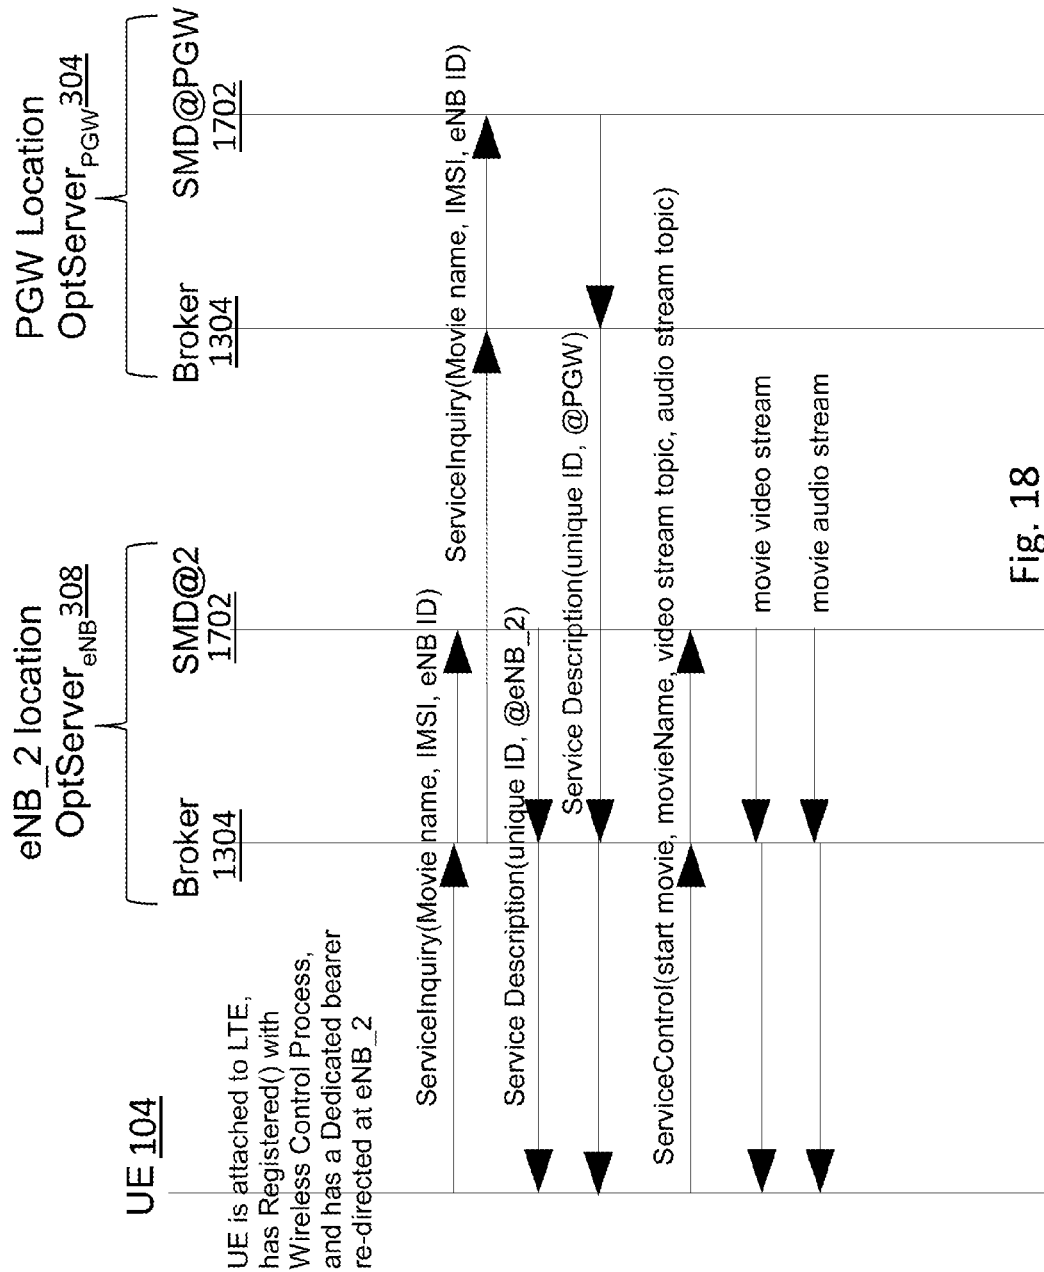 UE 104
eNB_2 location
OptServer_eNB 308
PGW Location
OptServer_PGW 304
Broker
1304
SMD@2
1702
Broker
1304
SMD@PGW
1702
UE is attached to LTE,
has Registered() with
Wireless Control Process,
and has a Dedicated bearer
re-directed at eNB_2
ServiceInquiry(Movie name, IMSI, eNB ID)
ServiceInquiry(Movie name, IMSI, eNB ID)
Service Description(unique ID, @eNB_2)
Service Description(unique ID, @PGW)
ServiceControl(start movie, movieName, video stream topic, audio stream topic)
movie video stream
movie audio stream
Fig. 18